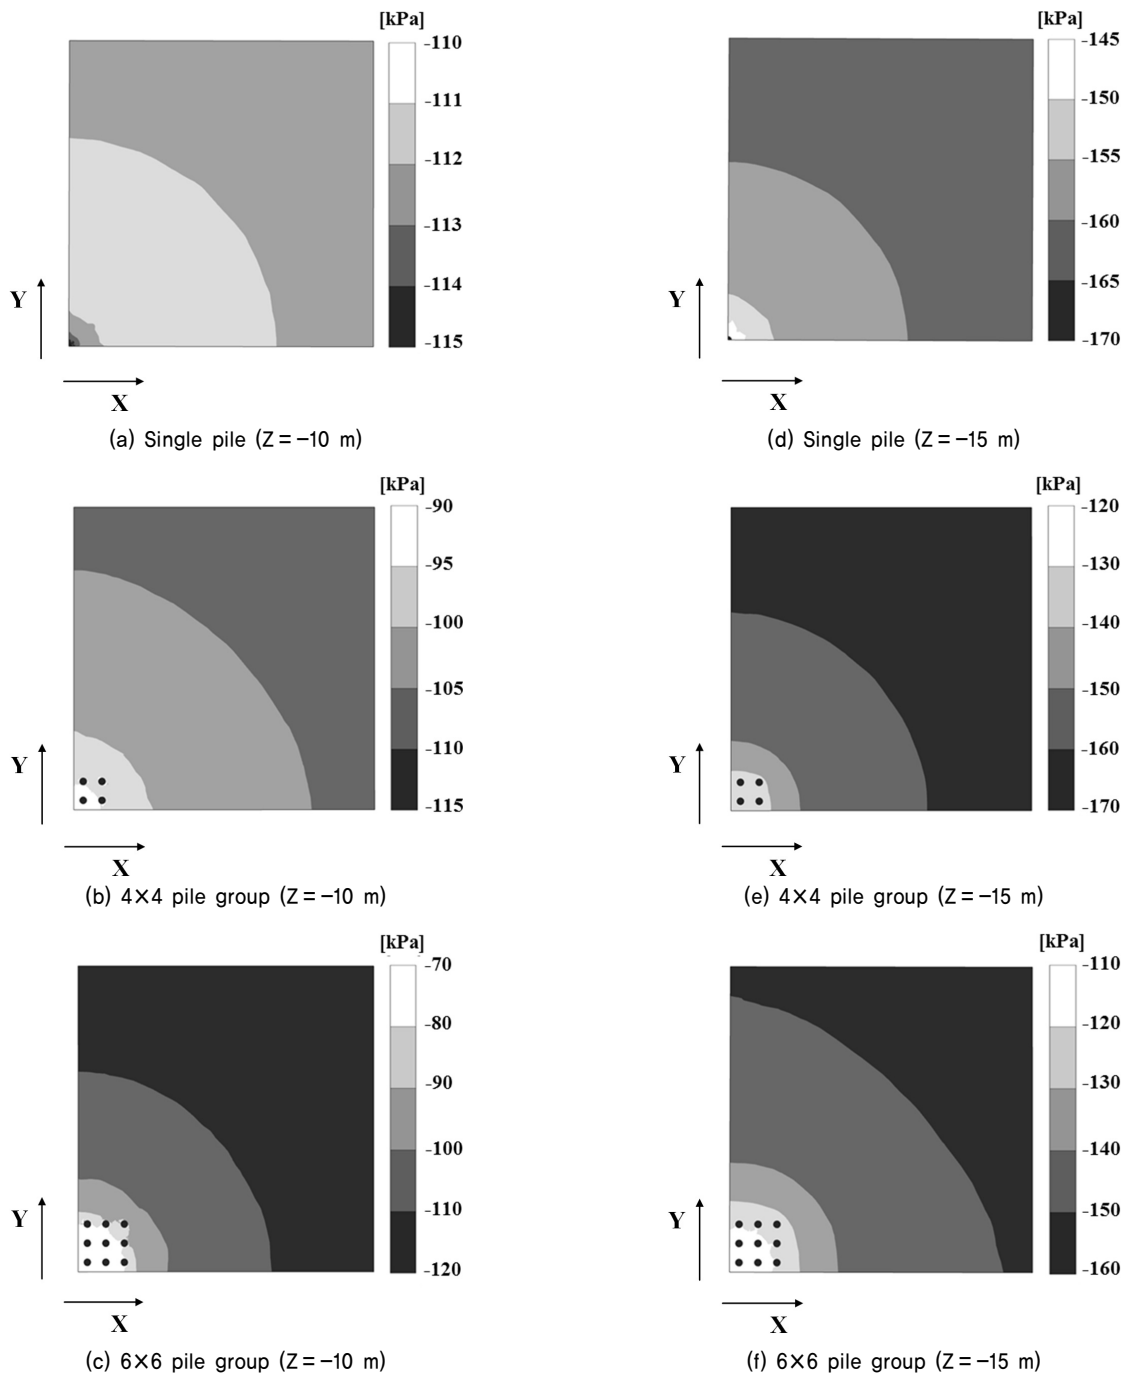 [kPa]
-110
-111
-112
-113
-114
-115
Y
X
(a) Single pile (Z = −10 m)
[kPa]
-145
-150
-155
-160
-165
-170
Y
X
(d) Single pile (Z = −15 m)
[kPa]
-90
-95
-100
-105
-110
-115
Y
X
(b) 4×4 pile group (Z = −10 m)
[kPa]
-120
-130
-140
-150
-160
-170
Y
X
(e) 4×4 pile group (Z = −15 m)
[kPa]
-70
-80
-90
-100
-110
-120
Y
X
(c) 6×6 pile group (Z = −10 m)
[kPa]
-110
-120
-130
-140
-150
-160
Y
X
(f) 6×6 pile group (Z = −15 m)